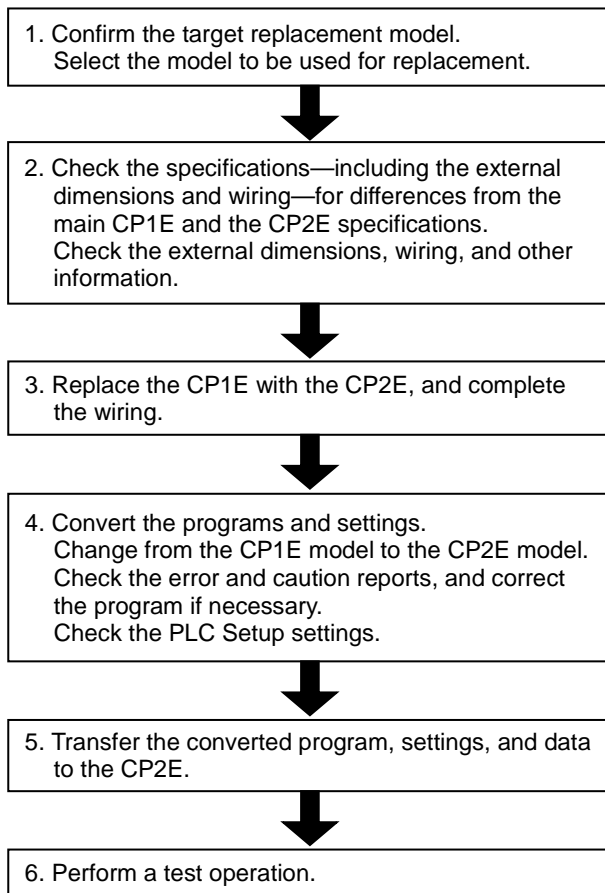 1. Confirm the target replacement model.
Select the model to be used for replacement.
2. Check the specifications—including the external
dimensions and wiring—for differences from the
main CP1E and the CP2E specifications.
Check the external dimensions, wiring, and other
information.
3. Replace the CP1E with the CP2E, and complete
the wiring.
4. Convert the programs and settings.
Change from the CP1E model to the CP2E model.
Check the error and caution reports, and correct
the program if necessary.
Check the PLC Setup settings.
5. Transfer the converted program, settings, and data
to the CP2E.
6. Perform a test operation.